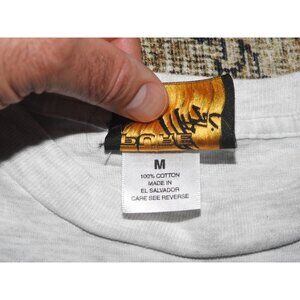 M
100% COTTON
MADE IN
EL SALVADOR
CARE SEE REVERSE